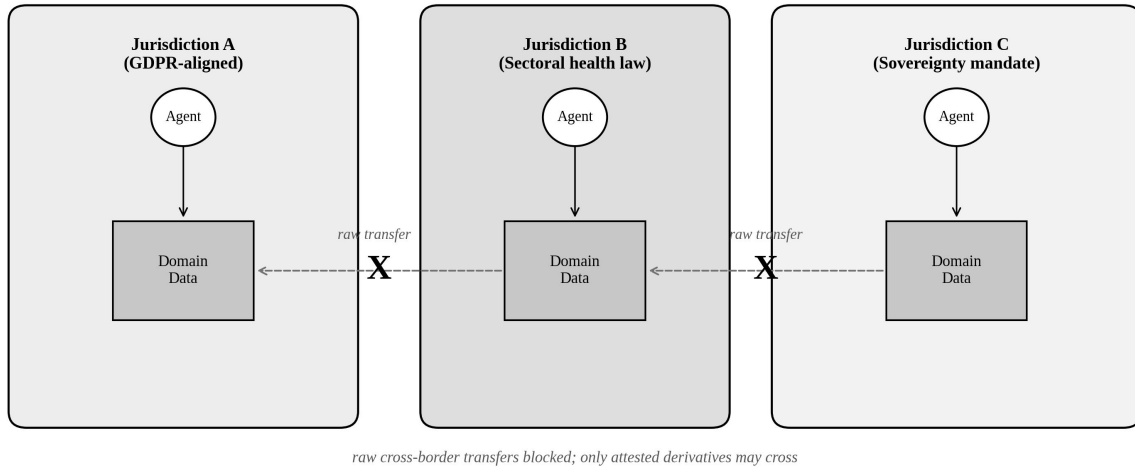 Jurisdiction A
(GDPR-aligned)
Jurisdiction B
(Sectoral health law)
Jurisdiction C
(Sovereignty mandate)
Agent
Agent
Agent
raw transfer
raw transfer
X
X
Domain
Data
Domain
Data
Domain
Data
raw cross-border transfers blocked; only attested derivatives may cross